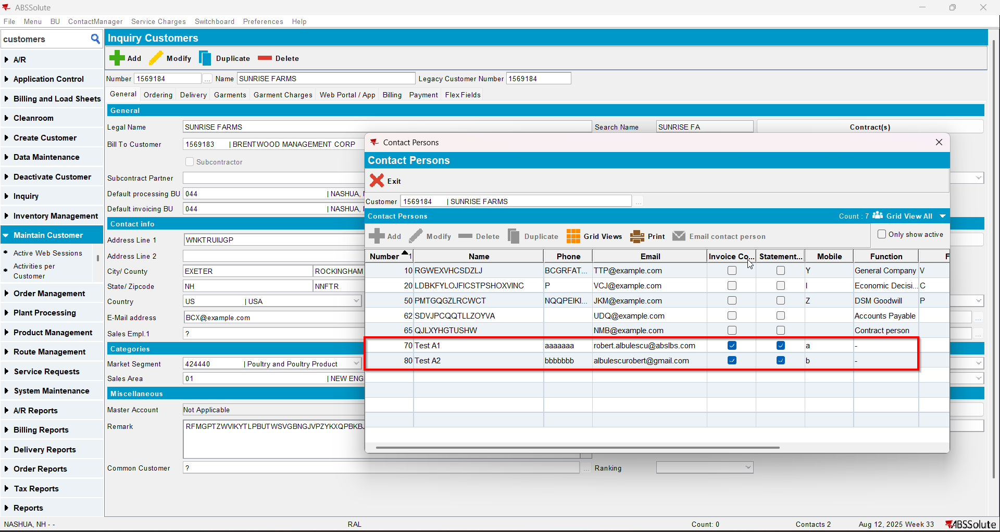 ABSSolute
File Menu BU ContactManager Service Charges Switchboard Preferences Help
customers
Inquiry Customers
Add Modify Duplicate Delete
Number 1569184 ... Name SUNRISE FARMS Legacy Customer Number 1569184
General Ordering Delivery Garments Garment Charges Web Portal / App Billing Payment Flex Fields
A/R
Application Control
Billing and Load Sheets
Cleanroom
Create Customer
Data Maintenance
Deactivate Customer
Inquiry
Inventory Management
Maintain Customer
Active Web Sessions
Activities per
Customer
Order Management
Plant Processing
Product Management
Route Management
Service Requests
System Maintenance
A/R Reports
Billing Reports
Delivery Reports
Order Reports
Tax Reports
Reports
General
Legal Name SUNRISE FARMS Search Name SUNRISE FA Contract(s)
Bill To Customer 1569183 | BRENTWOOD MANAGEMENT CORP
Subcontractor
Subcontract Partner
Default processing BU 044 | NASHUA,
Default invoicing BU 044 | NASHUA,
Contact info
Address Line 1 WNKTRUIIJGP
Address Line 2
City/ County EXETER ROCKINGHAM
State/ Zipcode NH NNFTR
Country US | USA
E-Mail address BCX@example.com
Sales Empl.1 ?
Categories
Market Segment 424440 | Poultry and Poultry Product
Sales Area 01 | NEW ENG
Miscellaneous
Master Account Not Applicable
Remark RFMGPTZWVIKYTLPBUTWSVGBNGJVPZYKXQPBKBJ
Common Customer ? ... Ranking
Contact Persons
Contact Persons
Exit
Customer 1569184 | SUNRISE FARMS ...
Contact Persons Count : 7 Grid View All
Add Modify Delete Duplicate Grid Views Print Email contact person Only show active
Number 1 Name Phone Email Invoice Co... Statement... Mobile Function F
10 RGWEXVHCSDZLJ BCGRFAT... TTP@example.com Y General Company V
20 LDBKFYLOJFICSTPSHOXVINC P VCJ@example.com I Economic Decisi... C
50 PMTGQGZLRCWCT NQQPEIKI... JKM@example.com Z DSM Goodwill P
62 SDVJPCQQTLLZOYVA UDQ@example.com Accounts Payable
65 QJLXYHGTUSHW NMB@example.com Contract person
70 Test A1 aaaaaaa robert.albulescu@abslbs.com a -
80 Test A2 bbbbbbb albulescurobert@gmail.com b -
...
...
NASHUA, NH - - RAL Count: 0 Contacts 2 Aug 12, 2025 Week 33 ABSSolute